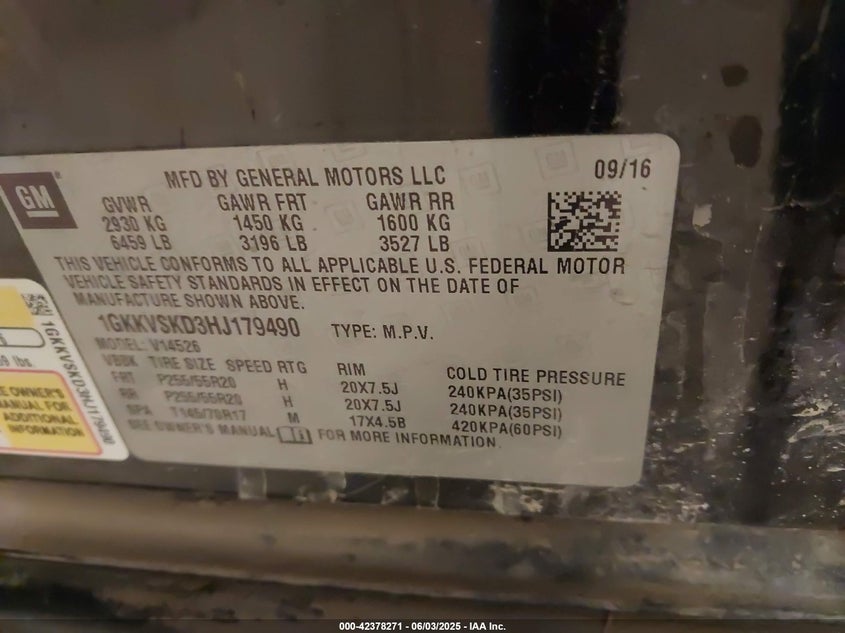 GM
MFD BY GENERAL MOTORS LLC 09/16
GVWR GAWR FRT GAWR RR
2930 KG 1450 KG 1600 KG
6459 LB 3196 LB 3527 LB
THIS VEHICLE CONFORMS TO ALL APPLICABLE U.S. FEDERAL MOTOR
VEHICLE SAFETY STANDARDS IN EFFECT ON THE DATE OF
MANUFACTURE SHOWN ABOVE.
1GKKVSKD3HJ179490 TYPE: M.P.V.
MODEL: V14526
TIRE SIZE SPEED RTG RIM COLD TIRE PRESSURE
FRT P255/55R20 H 20X7.5J 240KPA(35PSI)
RR P255/55R20 H 20X7.5J 240KPA(35PSI)
SPA T145/70R17 M 17X4.5B 420KPA(60PSI)
SEE OWNER'S MANUAL FOR MORE INFORMATION.
lbs.
1GKKVSKD3HJ179490
OWNER'S
MANUAL FOR
ADDITIONAL
INFORMATION
000-42378271 - 06/03/2025 - IAA Inc.